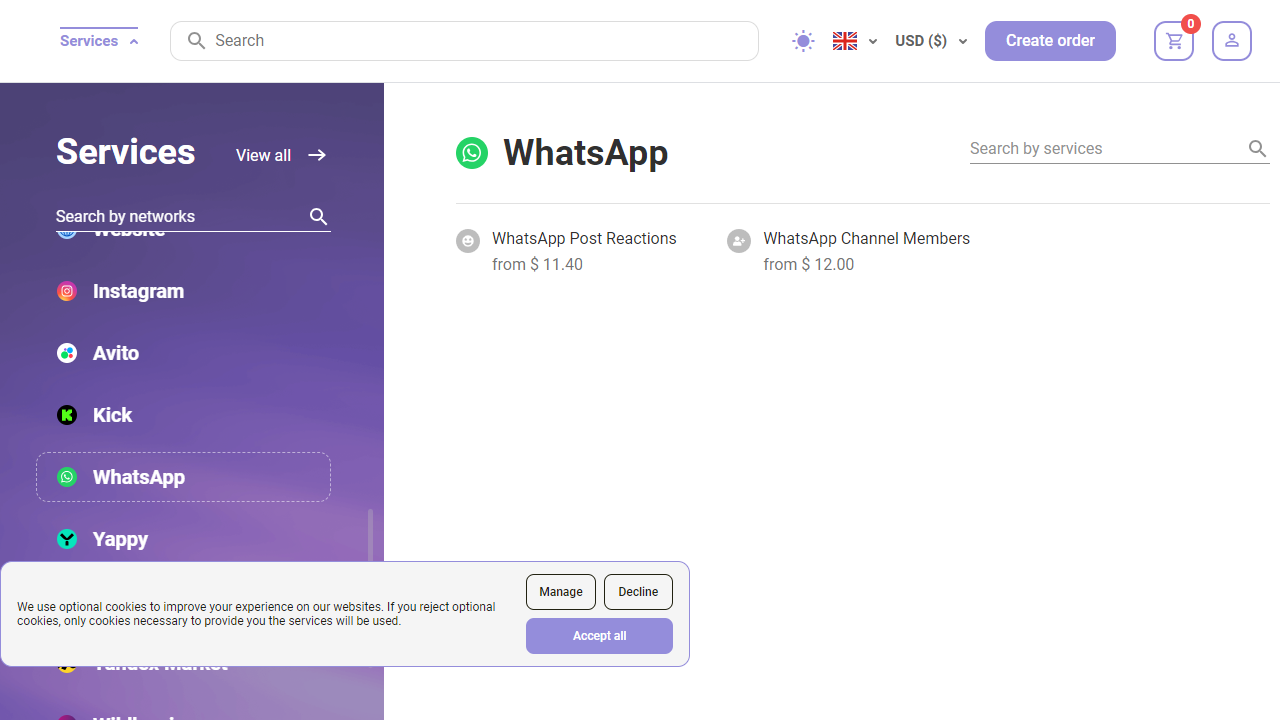 Services
Search
USD ($)
Create order
0
Services
View all
Search by networks
Website
Instagram
Avito
Kick
WhatsApp
Yappy
WhatsApp
Search by services
WhatsApp Post Reactions
from $ 11.40
WhatsApp Channel Members
from $ 12.00
We use optional cookies to improve your experience on our websites. If you reject optional
cookies, only cookies necessary to provide you the services will be used.
Manage
Decline
Accept all
Yandex Market